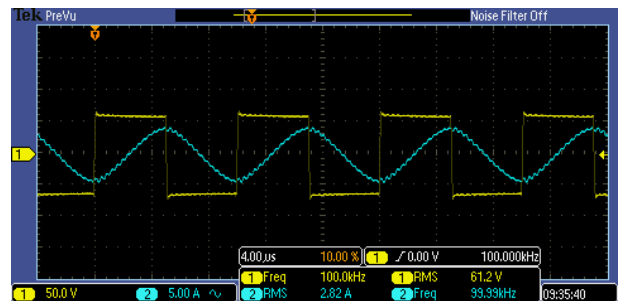 Tek PreVu Noise Filter Off
1
4.00µs 10.00 % 1 / 0.00 V 100.000kHz
1 Freq 100.0kHz 1 RMS 61.2 V
1 50.0 V 2 5.00 A 2 RMS 2.82 A 2 Freq 99.99kHz 09:35:40